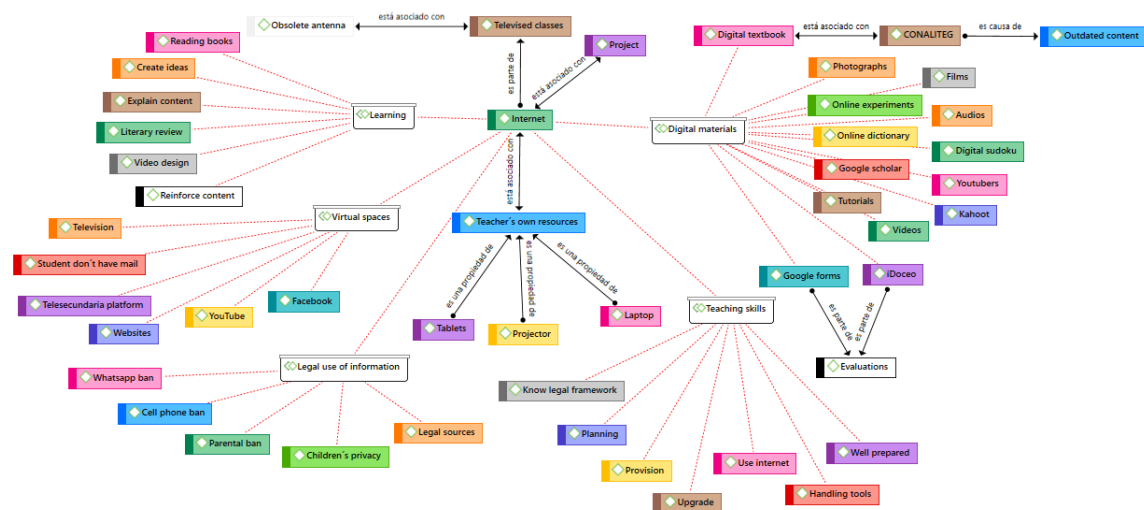 Obsolete antenna
está asociado con
Televised classes
Digital textbook
está asociado con
CONALITEG
es causa de
Outdated content
Reading books
Project
es parte de
está asociado con
Create ideas
Photographs
Films
Explain content
Online experiments
Learning
Internet
Digital materials
Audios
Literary review
Online dictionary
Digital sudoku
Video design
Google scholar
está asociado con
Youtubers
Reinforce content
Tutorials
Virtual spaces
Teacher´s own resources
Kahoot
Television
Videos
Student don´t have mail
es una propiedad de
es una propiedad de
es una propiedad de
Google forms
iDoceo
Telesecundaria platform
Facebook
YouTube
Laptop
Teaching skills
Websites
Tablets
Projector
es parte de
es parte de
Legal use of information
Evaluations
Whatsapp ban
Know legal framework
Cell phone ban
Legal sources
Planning
Parental ban
Children´s privacy
Well prepared
Provision
Use internet
Upgrade
Handling tools